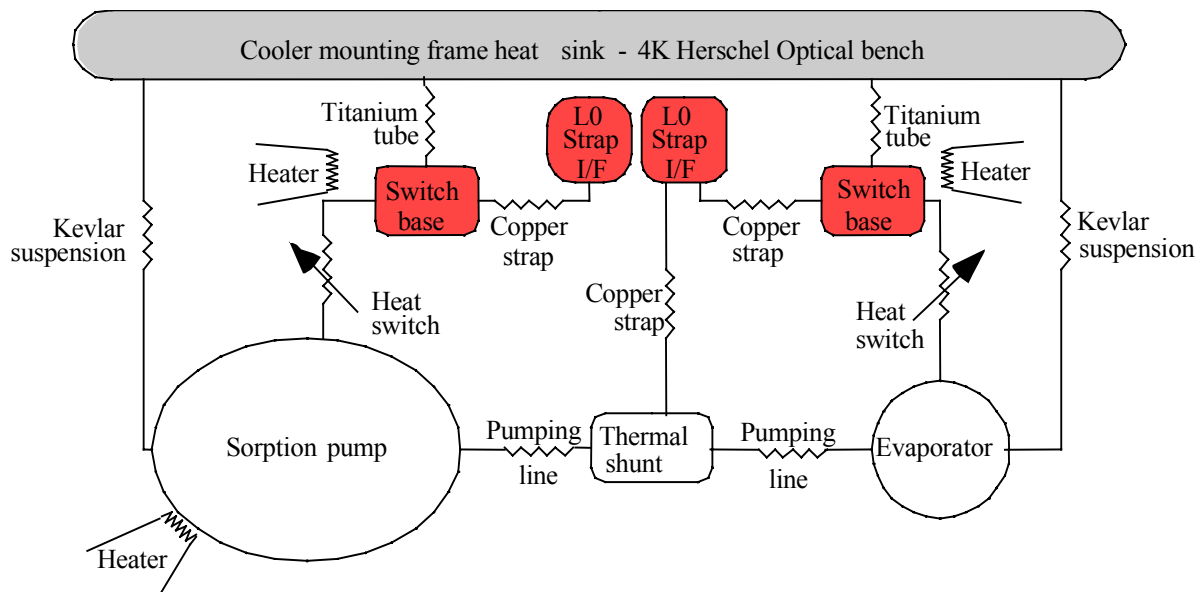 Cooler mounting frame heat sink - 4K Herschel Optical bench
Titanium
tube
L0
Strap
I/F
L0
Strap
I/F
Titanium
tube
Heater
Switch
base
Copper
strap
Copper
strap
Switch
base
Heater
Kevlar
suspension
Heat
switch
Copper
strap
Heat
switch
Kevlar
suspension
Sorption pump
Pumping
line
Thermal
shunt
Pumping
line
Evaporator
Heater